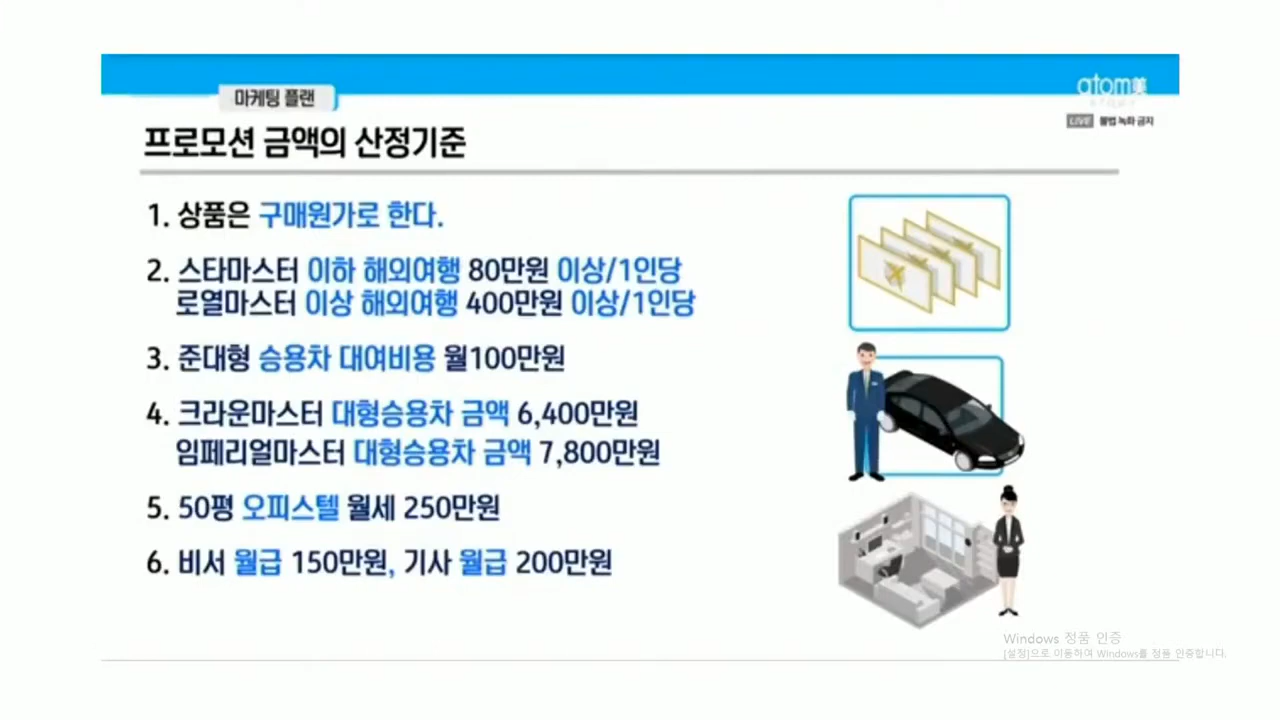 마케팅 플랜
atom美
LIVE 불법 녹화 금지
프로모션 금액의 산정기준
1. 상품은 구매원가로 한다.
2. 스타마스터 이하 해외여행 80만원 이상/1인당
로열마스터 이상 해외여행 400만원 이상/1인당
3. 준대형 승용차 대여비용 월100만원
4. 크라운마스터 대형승용차 금액 6,400만원
임페리얼마스터 대형승용차 금액 7,800만원
5. 50평 오피스텔 월세 250만원
6. 비서 월급 150만원, 기사 월급 200만원
Windows 정품 인증
[설정]으로 이동하여 Windows를 정품 인증합니다.